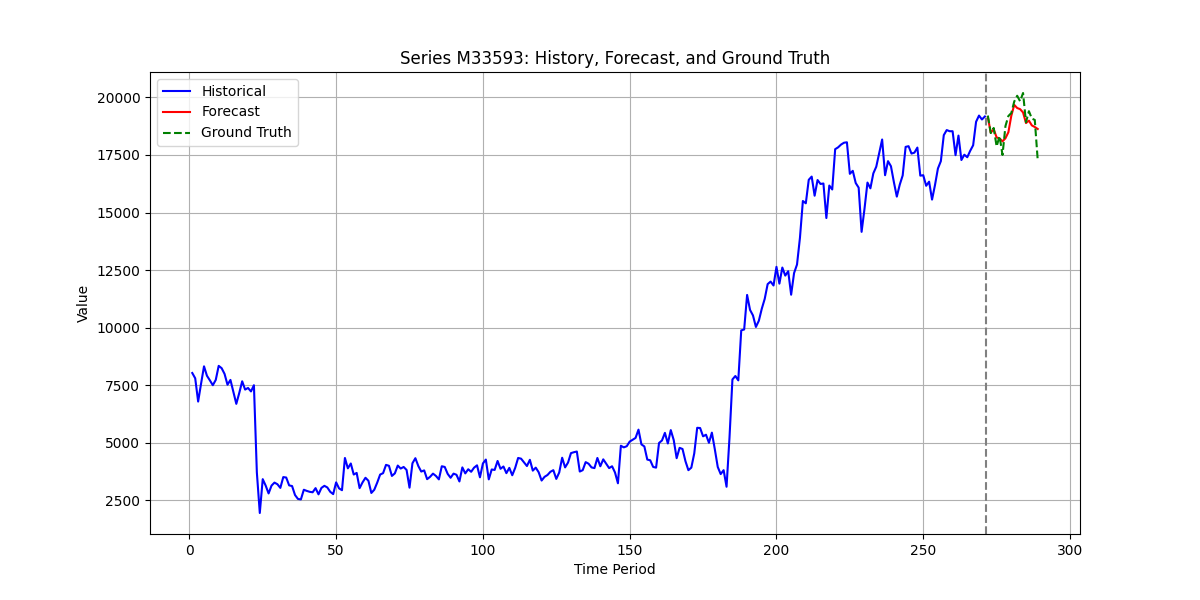 Series M33593: History, Forecast, and Ground Truth
Historical
Forecast
Ground Truth
20000
17500
15000
12500
10000
7500
5000
2500
Value
0
50
100
150
200
250
300
Time Period